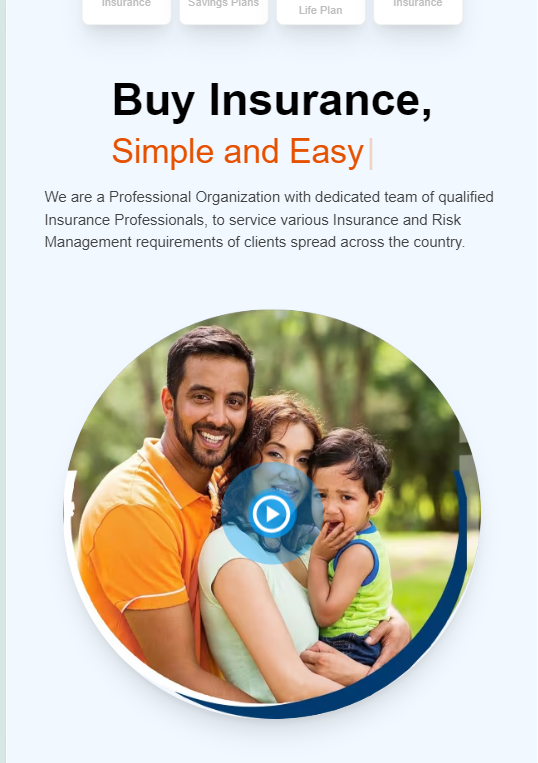 Insurance
Savings Plans
Life Plan
Insurance
Buy Insurance,
Simple and Easy
We are a Professional Organization with dedicated team of qualified
Insurance Professionals, to service various Insurance and Risk
Management requirements of clients spread across the country.